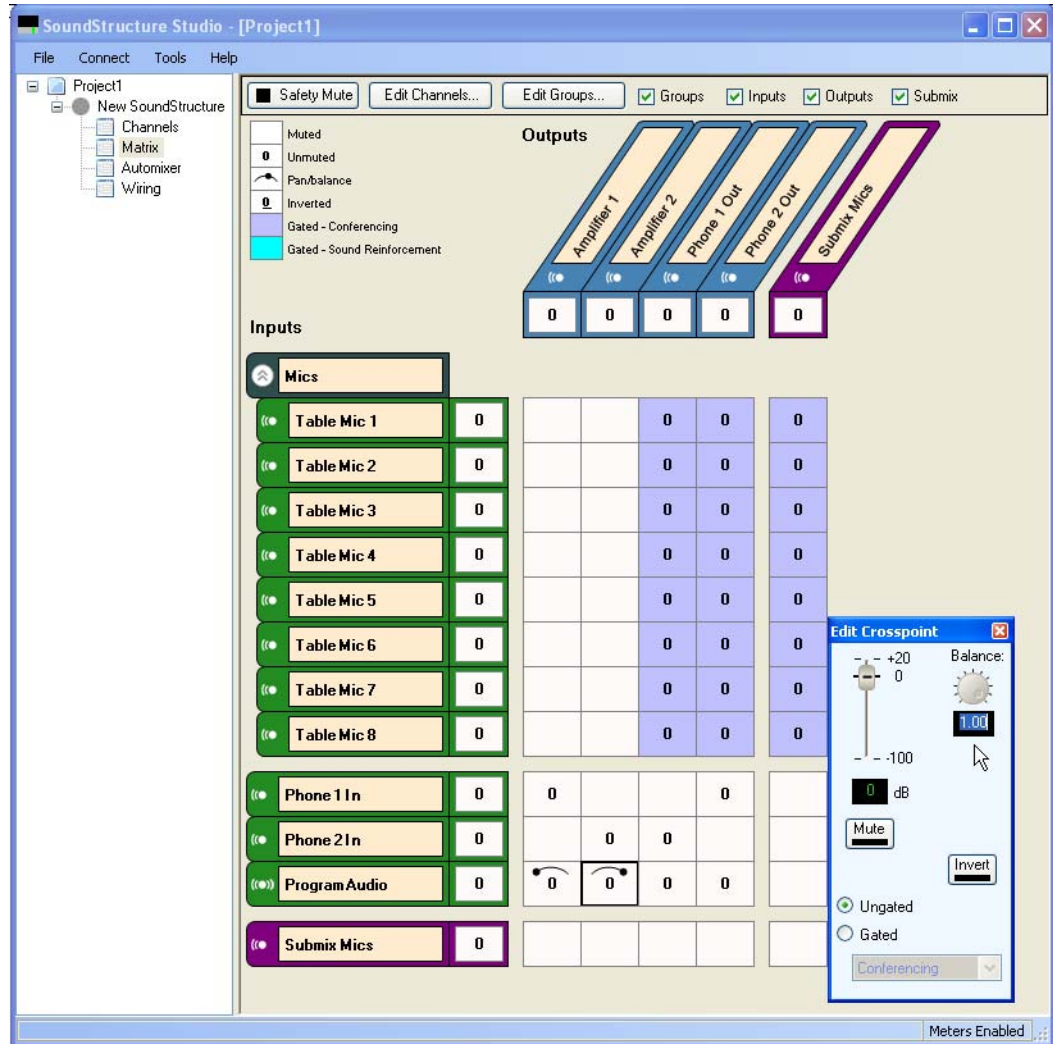 SoundStructure Studio - [Project1]
File Connect Tools Help
Project1
New SoundStructure
Channels
Matrix
Automixer
Wiring
Safety Mute Edit Channels... Edit Groups... Groups Inputs Outputs Submix
Muted
0 Unmuted
Pan/balance
0 Inverted
Gated - Conferencing
Gated - Sound Reinforcement
Outputs
Amplifier 1
Amplifier 2
Phone 1 Out
Phone 2 Out
Submix Mics
0 0 0 0 0
Inputs
Mics
Table Mic 1 0 0 0 0
Table Mic 2 0 0 0 0
Table Mic 3 0 0 0 0
Table Mic 4 0 0 0 0
Table Mic 5 0 0 0 0
Table Mic 6 0 0 0 0
Table Mic 7 0 0 0 0
Table Mic 8 0 0 0 0
Phone 1 In 0 0 0
Phone 2 In 0 0 0
Program Audio 0 0 0 0 0
Submix Mics 0
Edit Crosspoint
+20 Balance:
0
1.00
-100
0 dB
Mute
Invert
Ungated
Gated
Conferencing
Meters Enabled